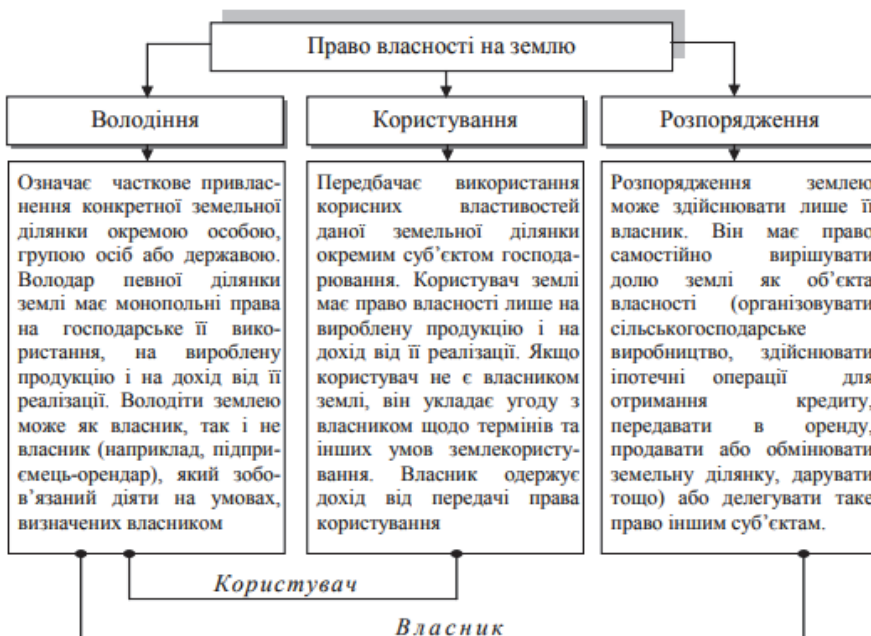 Право власності на землю
Володіння
Користування
Розпорядження
Означає часткове привлас-
нення конкретної земельної
ділянки окремою особою,
групою осіб або державою.
Володар певної ділянки
землі має монопольні права
на господарське її вико-
ристання, на вироблену
продукцію і на дохід від її
реалізації. Володіти землею
може як власник, так і не
власник (наприклад, підпри-
ємець-орендар), який зобо-
в’язаний діяти на умовах,
визначених власником
Передбачає використання
корисних властивостей
даної земельної ділянки
окремим суб’єктом господа-
рювання. Користувач землі
має право власності лише на
вироблену продукцію і на
дохід від її реалізації. Якщо
користувач не є власником
землі, він укладає угоду з
власником щодо термінів та
інших умов землекористу-
вання. Власник одержує
дохід від передачі права
користування
Розпорядження землею
може здійснювати лише її
власник. Він має право
самостійно вирішувати
долю землі як об’єкта
власності (організовувати
сільськогосподарське
виробництво, здійснювати
іпотечні операції для
отримання кредиту,
передавати в оренду,
продавати або обмінювати
земельну ділянку, дарувати
тощо) або делегувати таке
право іншим суб’єктам.
Користувач
Власник